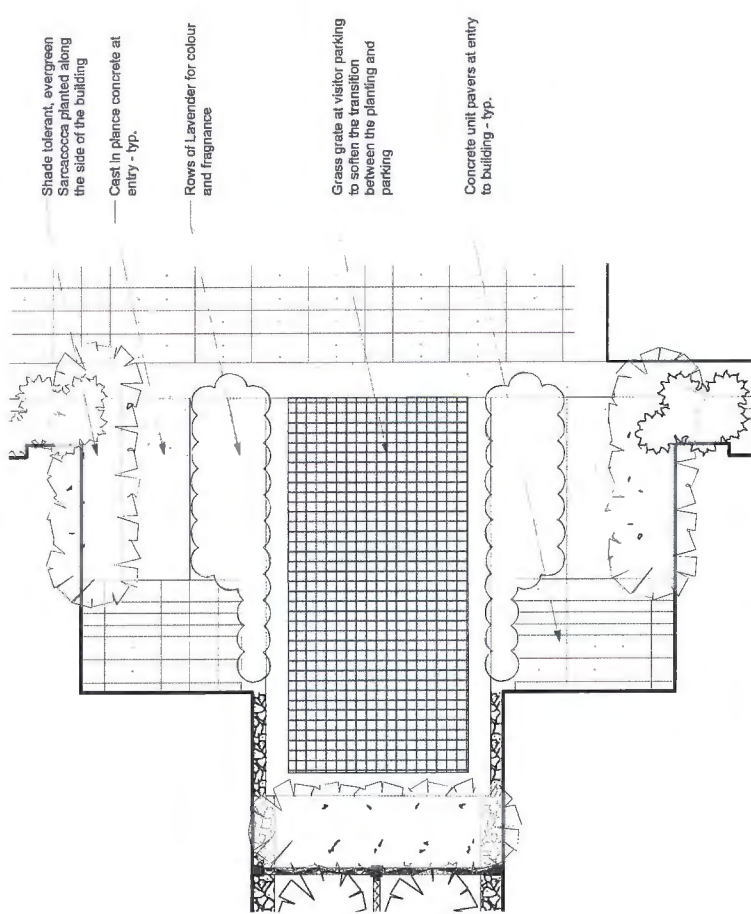 Shade tolerant, evergreen
Sarcacocca planted along
the side of the building
Cast in plance concrete at
entry - typ.
Rows of Lavender for colour
and fragnance
Grass grate at visitor parking
to soften the transition
between the planting and
parking
Concrete unit pavers at entry
to building - typ.